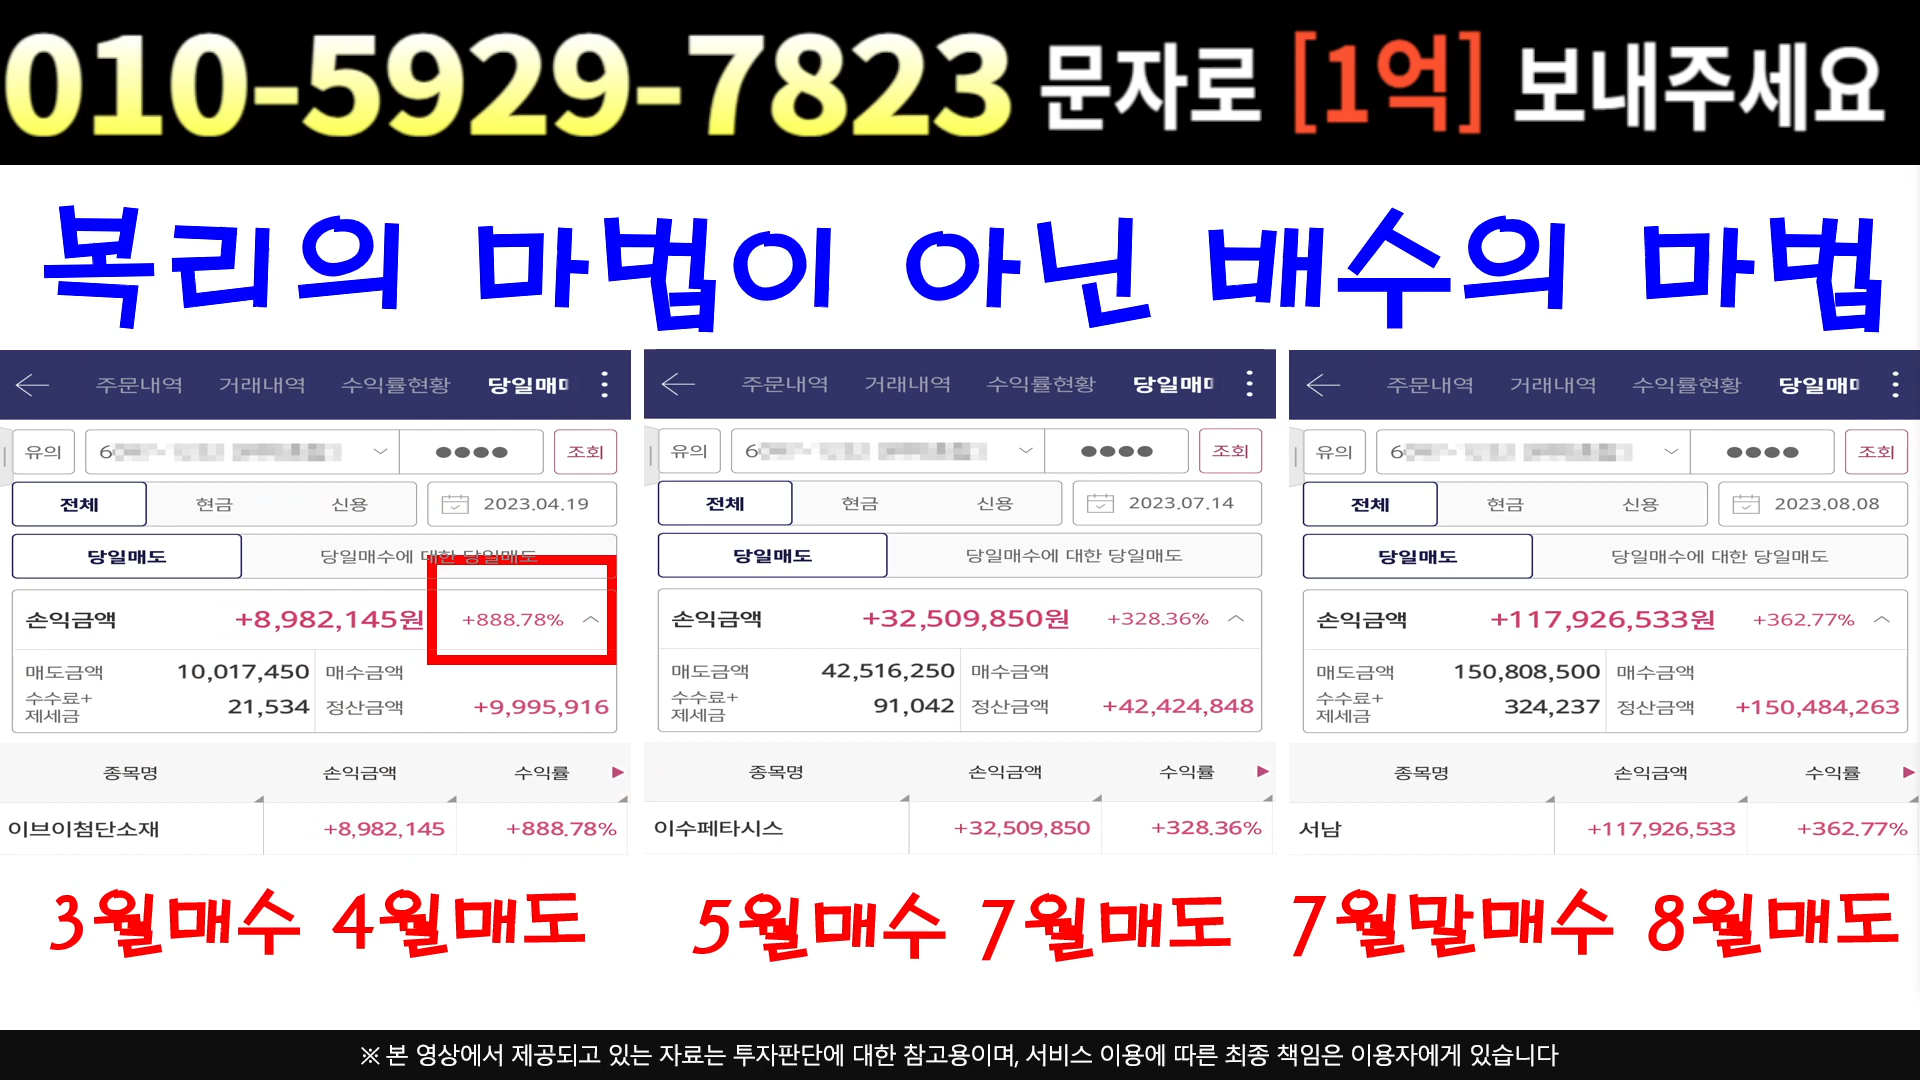 010-5929-7823 문자로 [1억] 보내주세요
복리의 마법이 아닌 배수의 마법
주문내역 거래내역 수익률현황 당일매
유의 6 ●●●● 조회
전체 현금 신용 2023.04.19
당일매도 당일매수에 대한 당일매도
손익금액 +8,982,145원 +888.78%
매도금액 10,017,450 매수금액
수수료+
제세금 21,534 정산금액 +9,995,916
종목명 손익금액 수익률
이브이첨단소재 +8,982,145 +888.78%
3월매수 4월매도
주문내역 거래내역 수익률현황 당일매
유의 6 ●●●● 조회
전체 현금 신용 2023.07.14
당일매도 당일매수에 대한 당일매도
손익금액 +32,509,850원 +328.36%
매도금액 42,516,250 매수금액
수수료+
제세금 91,042 정산금액 +42,424,848
종목명 손익금액 수익률
이수페타시스 +32,509,850 +328.36%
5월매수 7월매도
주문내역 거래내역 수익률현황 당일매
유의 6 ●●●● 조회
전체 현금 신용 2023.08.08
당일매도 당일매수에 대한 당일매도
손익금액 +117,926,533원 +362.77%
매도금액 150,808,500 매수금액
수수료+
제세금 324,237 정산금액 +150,484,263
종목명 손익금액 수익률
서남 +117,926,533 +362.77%
7월말매수 8월매도
※ 본 영상에서 제공되고 있는 자료는 투자판단에 대한 참고용이며, 서비스 이용에 따른 최종 책임은 이용자에게 있습니다